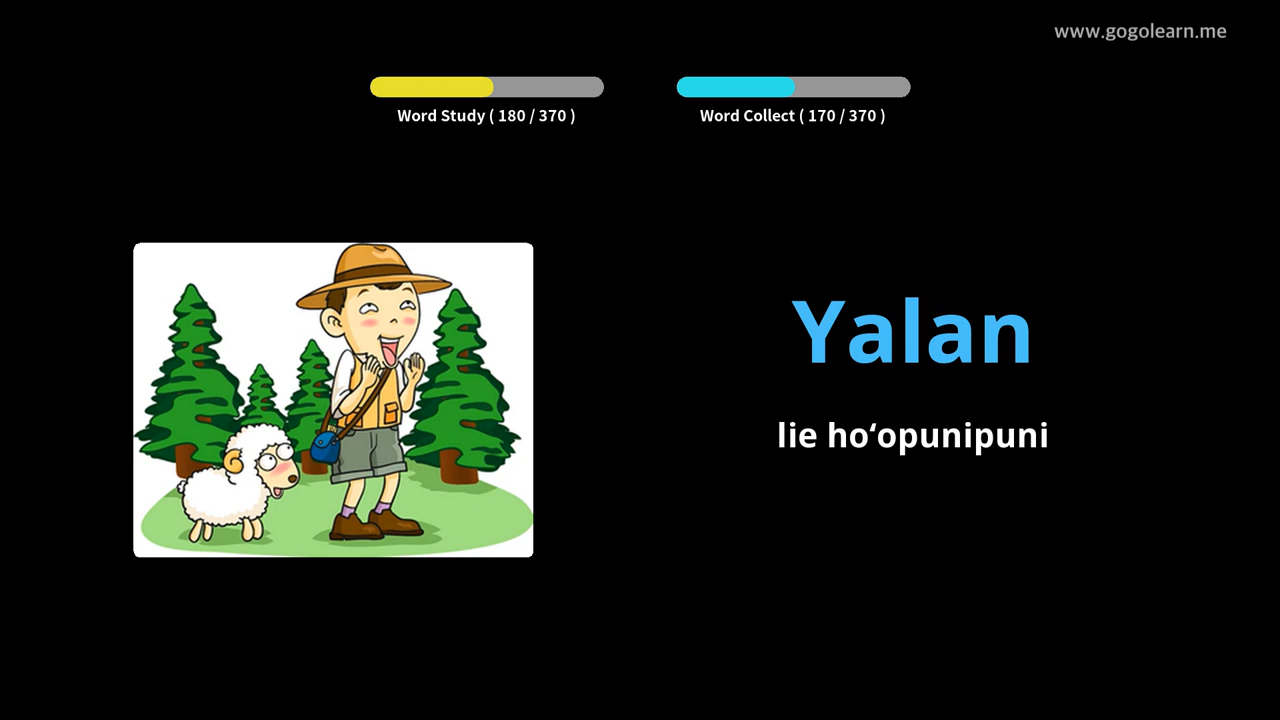 www.gogolearn.me
Word Study ( 180 / 370 )
Word Collect ( 170 / 370 )
Yalan
lie hoʻopunipuni